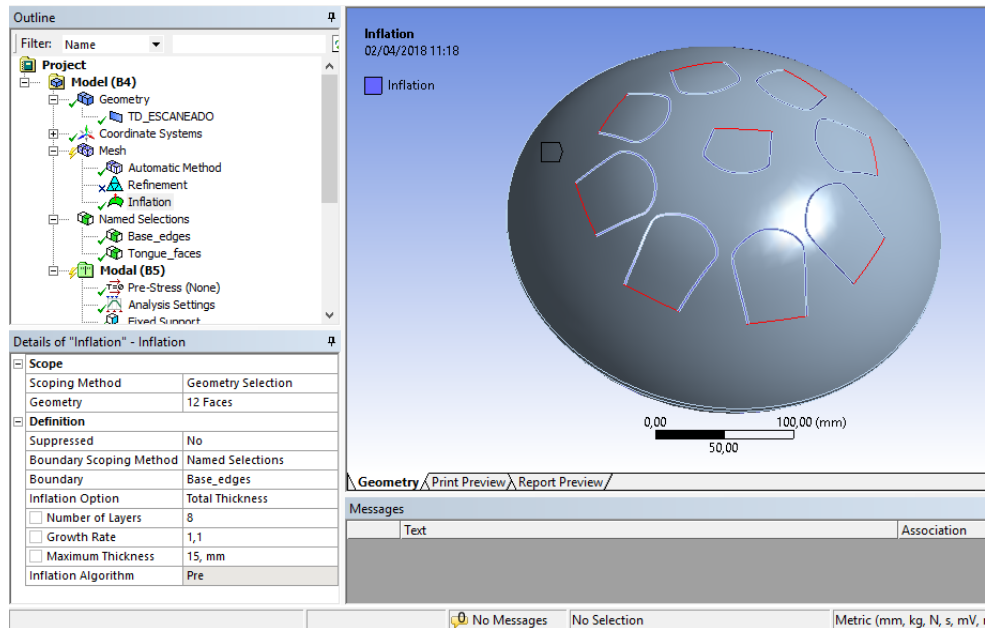 Outline
Filter: Name
Project
Model (B4)
Geometry
TD_ESCANEADO
Coordinate Systems
Mesh
Automatic Method
Refinement
Inflation
Named Selections
Base_edges
Tongue_faces
Modal (B5)
Pre-Stress (None)
Analysis Settings
Fixed Support
Details of "Inflation" - Inflation
Scope
Scoping Method Geometry Selection
Geometry 12 Faces
Definition
Suppressed No
Boundary Scoping Method Named Selections
Boundary Base_edges
Inflation Option Total Thickness
Number of Layers 8
Growth Rate 1,1
Maximum Thickness 15, mm
Inflation Algorithm Pre
Inflation
02/04/2018 11:18
Inflation
0,00 100,00 (mm)
50,00
Geometry Print Preview Report Preview
Messages
Text Association
0 No Messages No Selection Metric (mm, kg, N, s, mV,